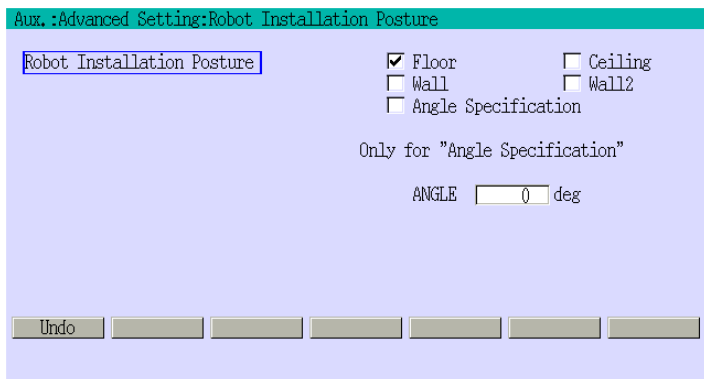 Aux.:Advanced Setting:Robot Installation Posture
Robot Installation Posture Floor Ceiling
Wall Wall2
Angle Specification
Only for "Angle Specification"
ANGLE 0 deg
Undo